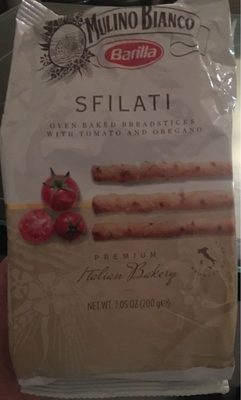 MULINO BIANCO
Barilla
SFILATI
OVEN BAKED BREADSTICKS
WITH TOMATO AND OREGANO
PREMIUM
Italian Bakery
NET WT. 7.05 OZ (200 g℮)